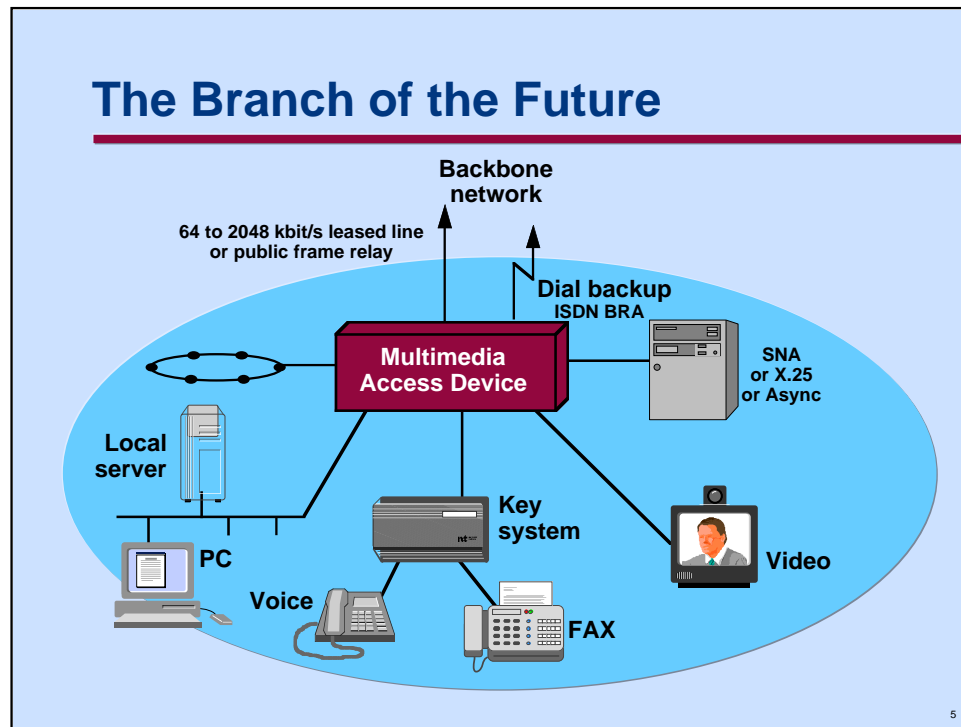 The Branch of the Future
Backbone
network
64 to 2048 kbit/s leased line
or public frame relay
Dial backup
ISDN BRA
Multimedia
Access Device
SNA
or X.25
or Async
Local
server
Key
system
nt
PC
Video
Voice
FAX
5